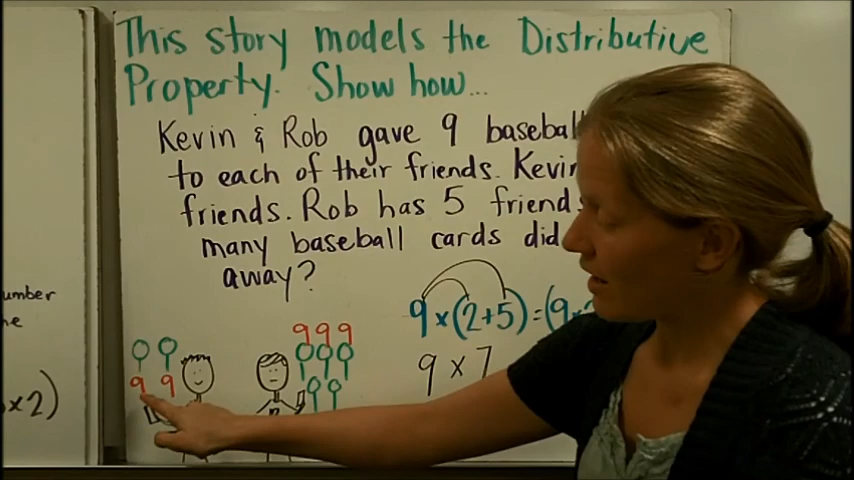 This story models the Distributive
Property. Show how...
Kevin & Rob gave 9 baseball
to each of their friends. Kevin
friends. Rob has 5 friend
many baseball cards did
away?
9 × (2+5) = (9×
9 × 7
9 9 9
9 9
umber
×2)